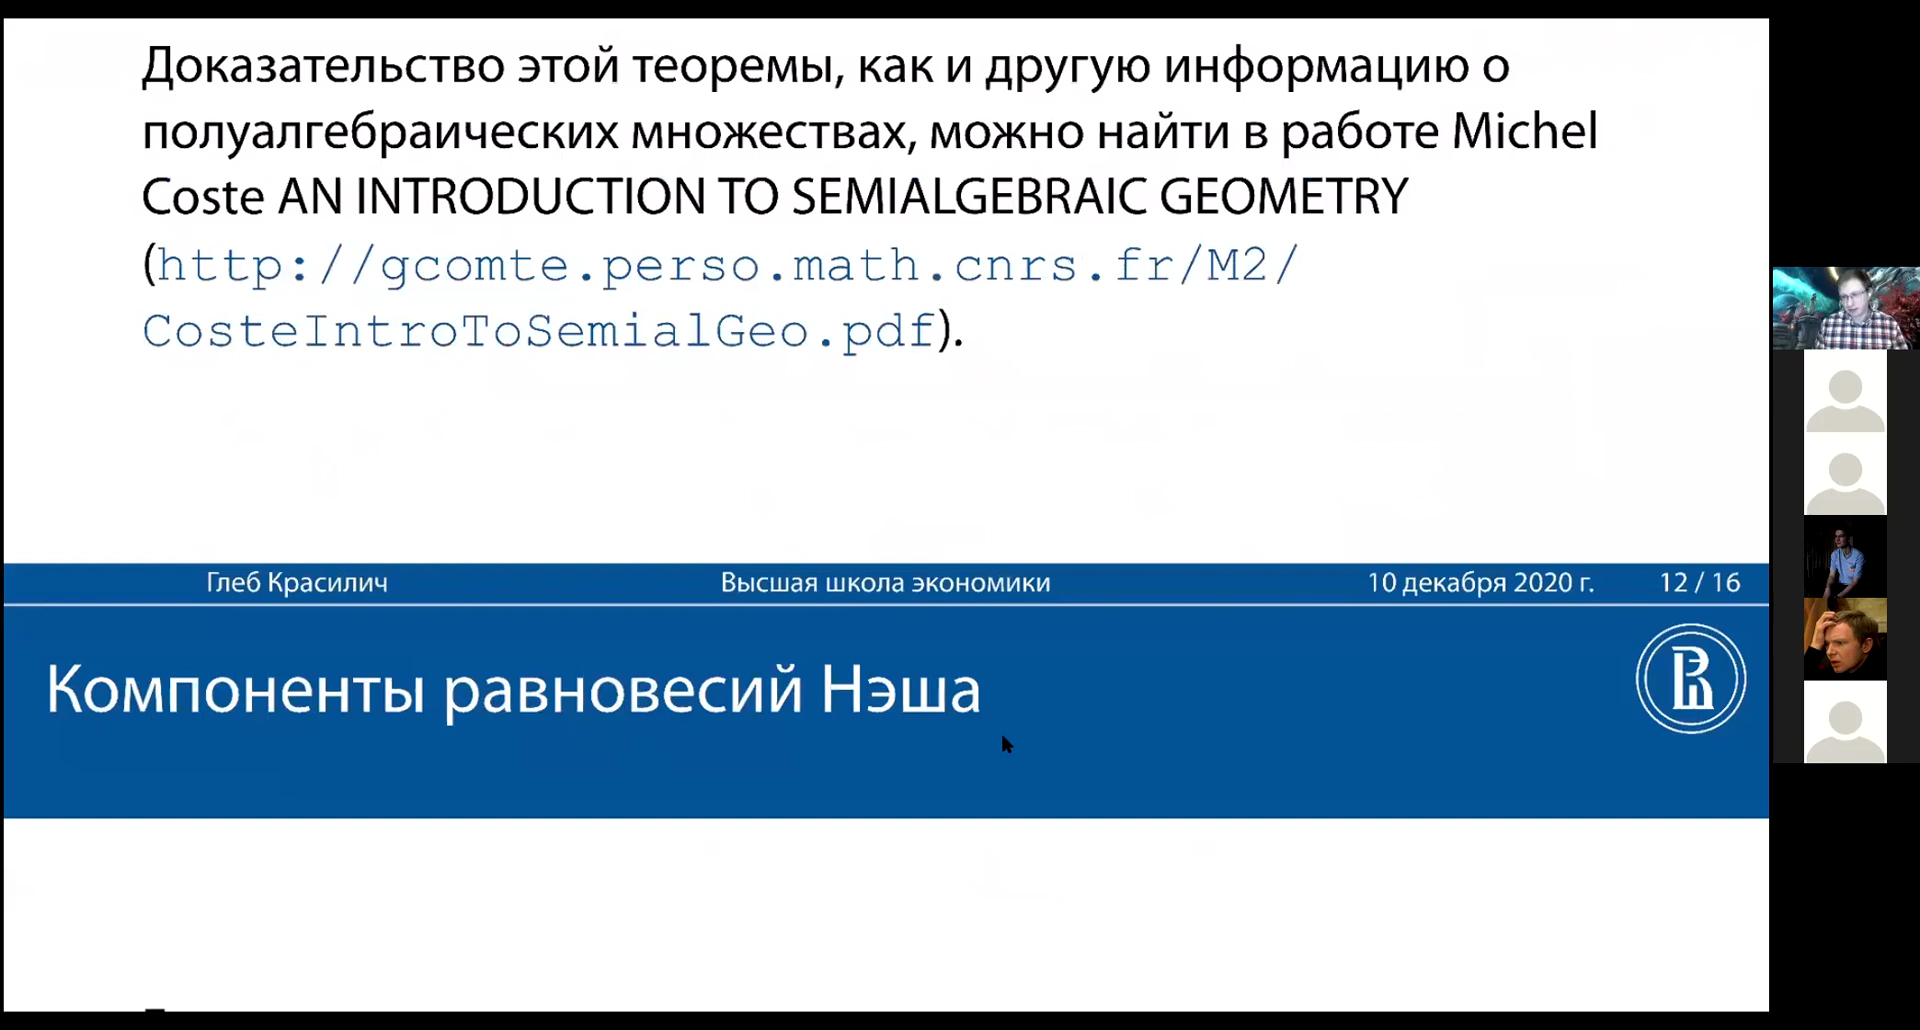 Доказательство этой теоремы, как и другую информацию о
полуалгебраических множествах, можно найти в работе Michel
Coste AN INTRODUCTION TO SEMIALGEBRAIC GEOMETRY
(http://gcomte.perso.math.cnrs.fr/M2/
CosteIntroToSemialGeo.pdf).
Глеб Красилич Высшая школа экономики 10 декабря 2020 г. 12 / 16
Компоненты равновесий Нэша